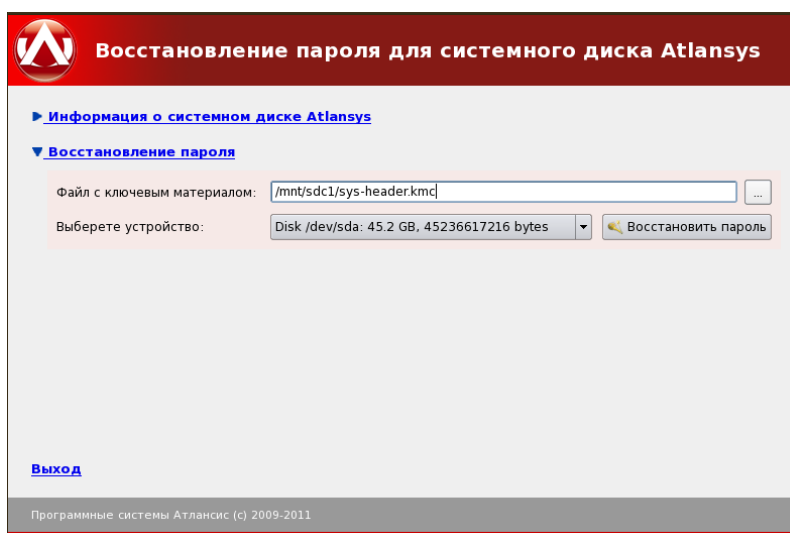 Восстановление пароля для системного диска Atlansys
Информация о системном диске Atlansys
Восстановление пароля
Файл с ключевым материалом: /mnt/sdc1/sys-header.kmc ...
Выберете устройство: Disk /dev/sda: 45.2 GB, 45236617216 bytes Восстановить пароль
Выход
Программные системы Атлансис (c) 2009-2011